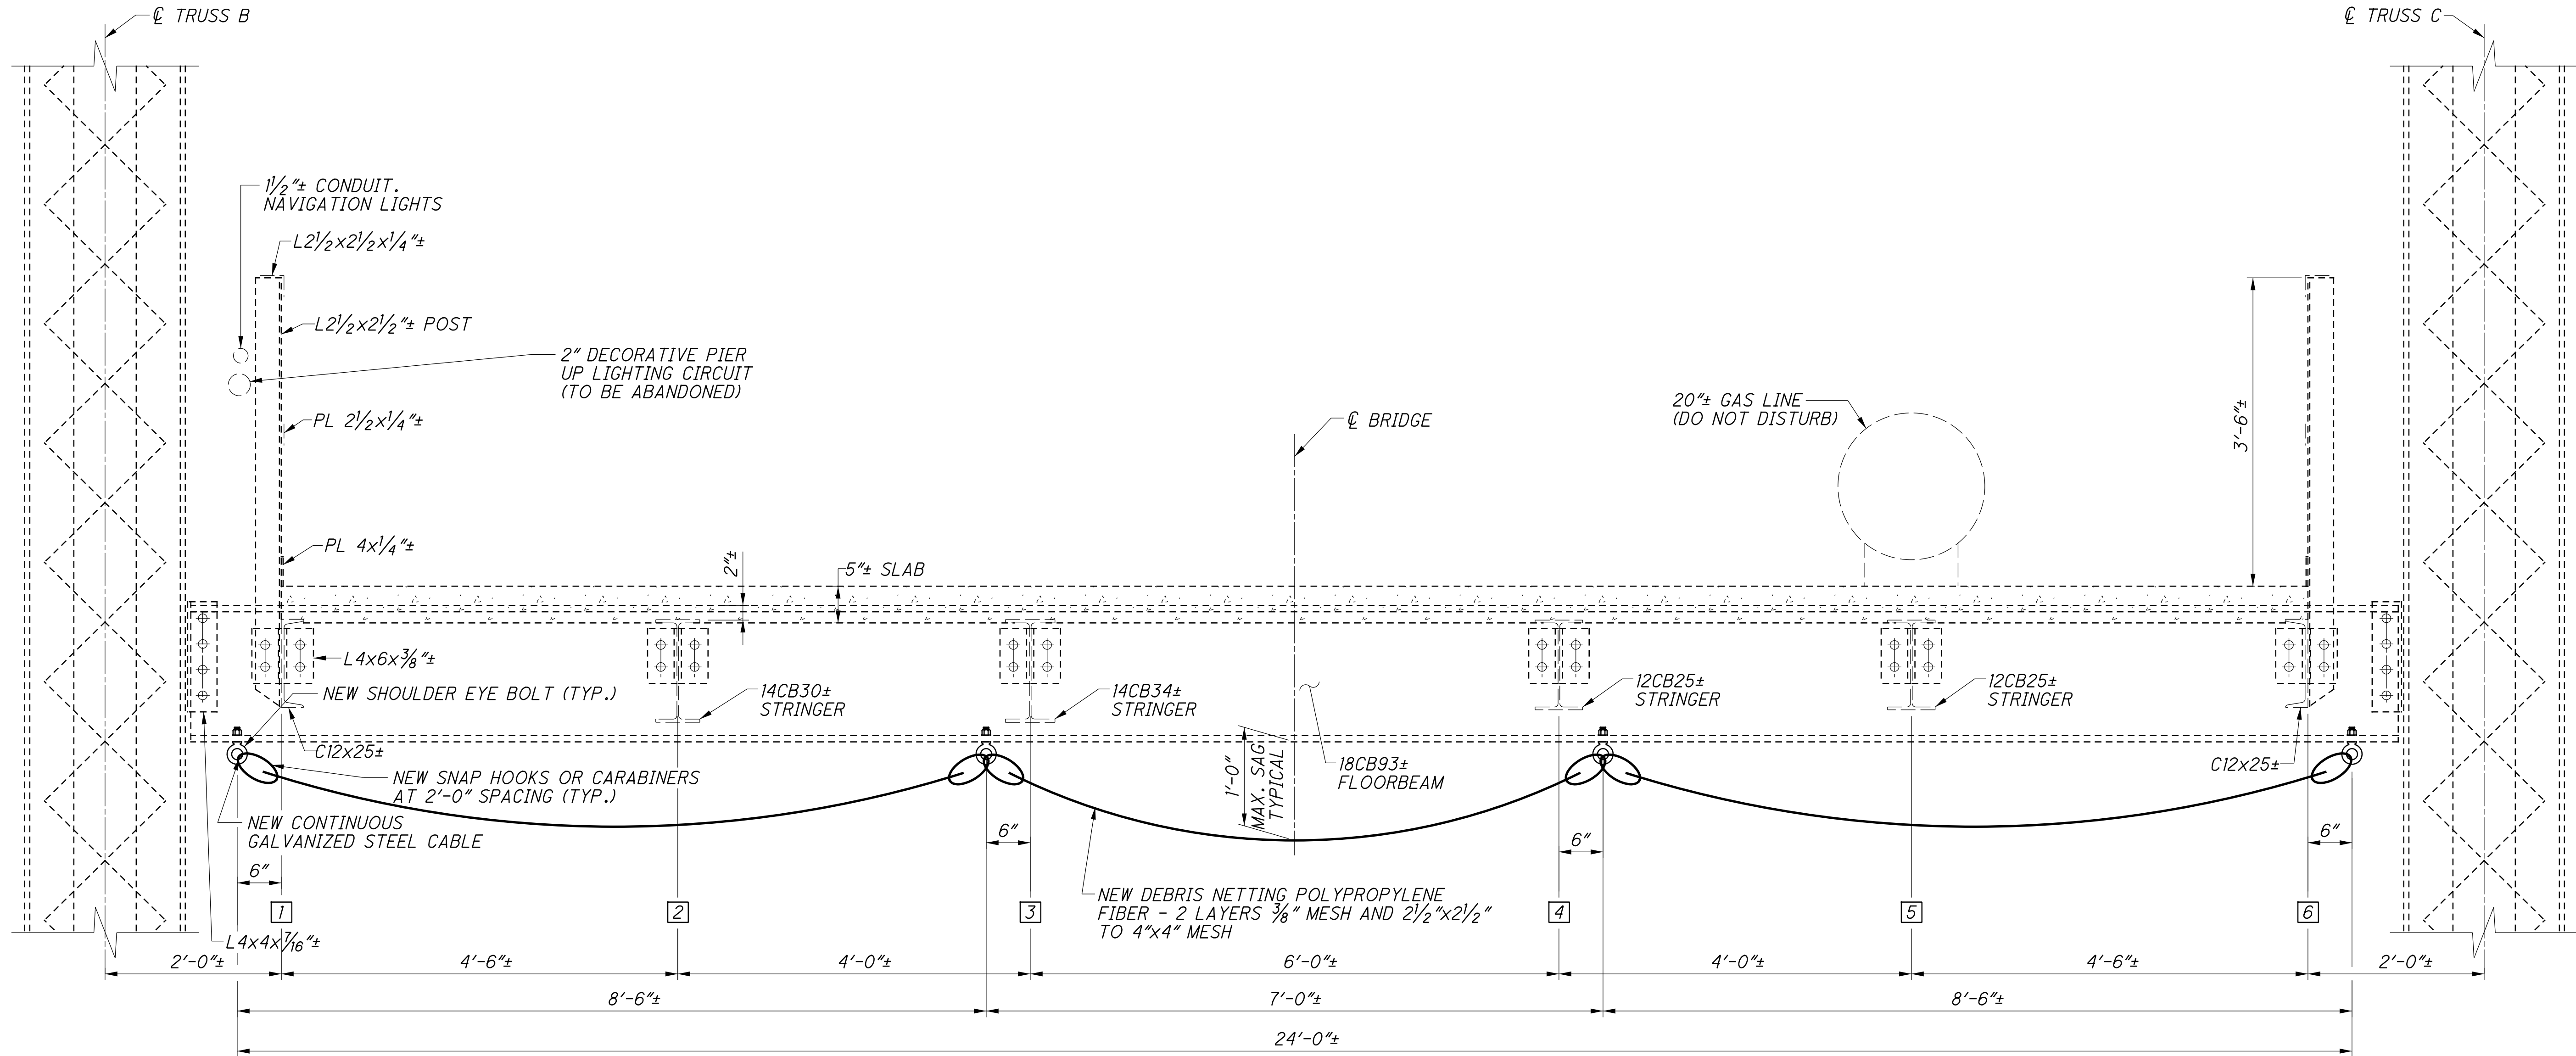 ℄ TRUSS B
℄ TRUSS C
1½"± CONDUIT.
NAVIGATION LIGHTS
L2½x2½x¼"±
L2½x2½"± POST
2" DECORATIVE PIER
UP LIGHTING CIRCUIT
(TO BE ABANDONED)
PL 2½x¼"±
20"± GAS LINE
(DO NOT DISTURB)
℄ BRIDGE
3'-6"±
PL 4x¼"±
2"±
5"± SLAB
L4x6x⅜"±
NEW SHOULDER EYE BOLT (TYP.)
14CB30±
STRINGER
14CB34±
STRINGER
12CB25±
STRINGER
12CB25±
STRINGER
C12x25±
NEW SNAP HOOKS OR CARABINERS
AT 2'-0" SPACING (TYP.)
1'-0"
MAX. SAG
TYPICAL
18CB93±
FLOORBEAM
C12x25±
NEW CONTINUOUS
GALVANIZED STEEL CABLE
6"
6"
6"
6"
NEW DEBRIS NETTING POLYPROPYLENE
FIBER - 2 LAYERS ⅜" MESH AND 2½"x2½"
TO 4"x4" MESH
1
2
3
4
5
6
L4x4x7/16"±
2'-0"±
4'-6"±
4'-0"±
6'-0"±
4'-0"±
4'-6"±
2'-0"±
8'-6"±
7'-0"±
8'-6"±
24'-0"±